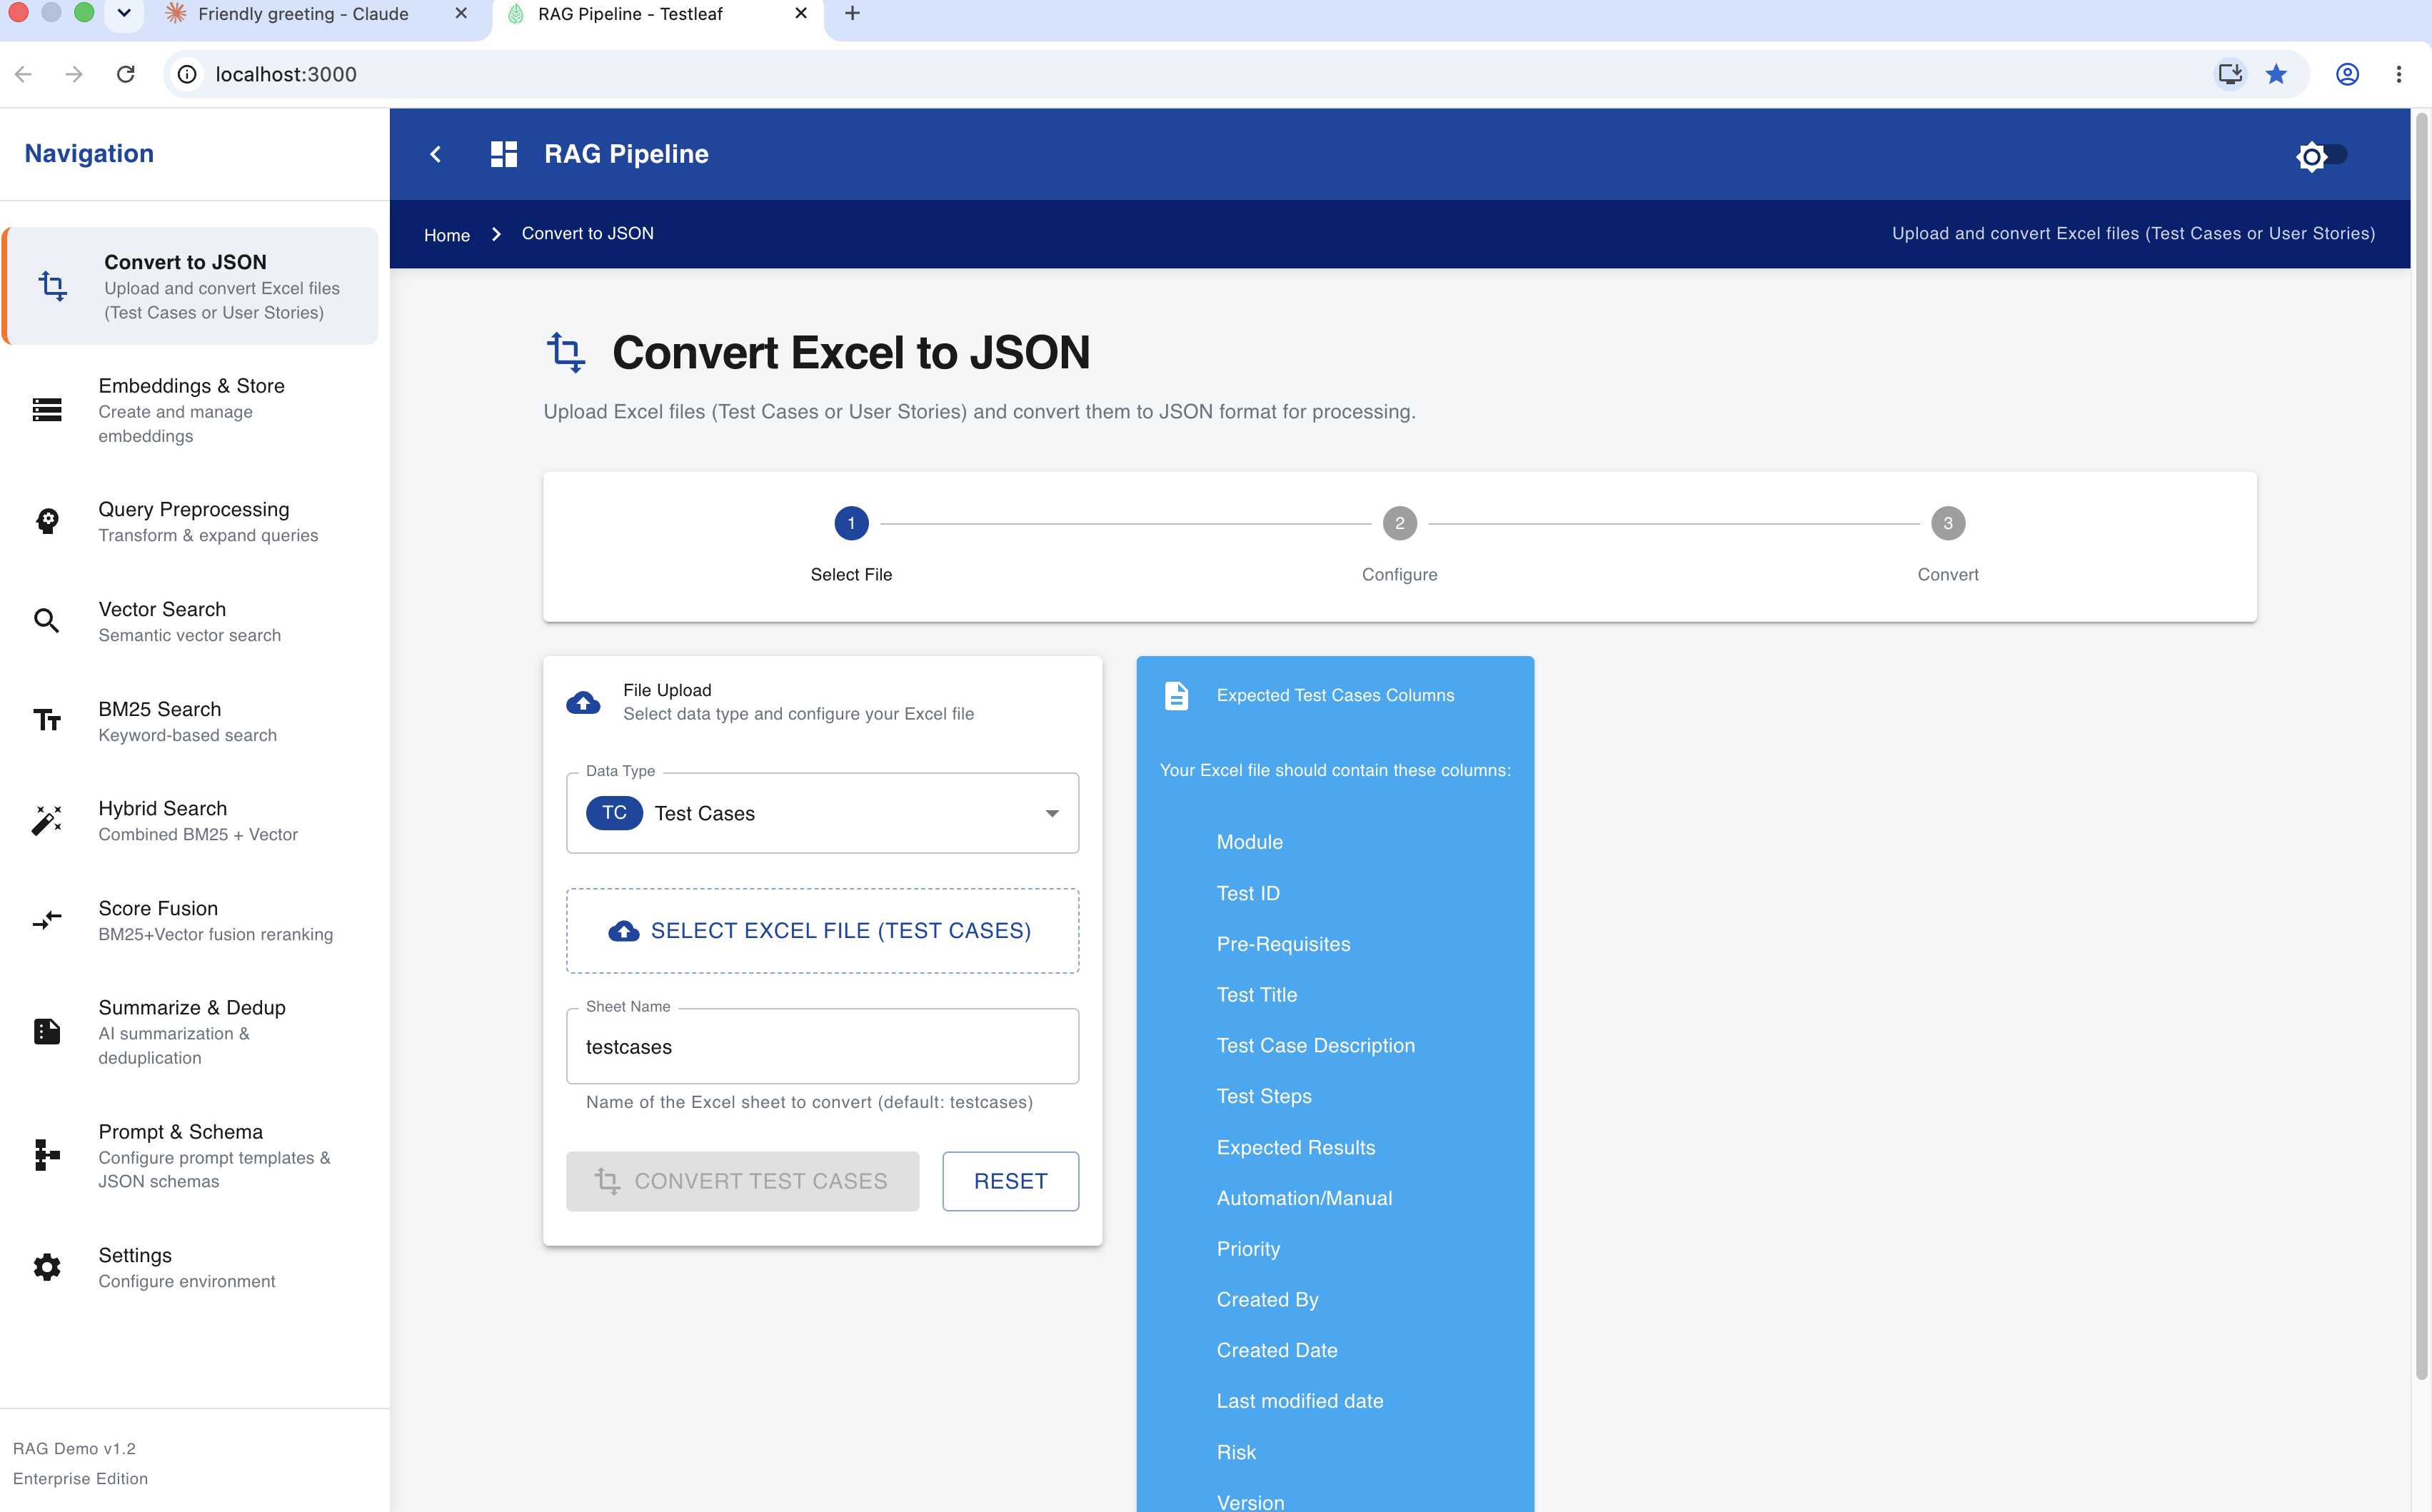 Friendly greeting - Claude
RAG Pipeline - Testleaf
localhost:3000
Navigation
Convert to JSON
Upload and convert Excel files
(Test Cases or User Stories)
Embeddings & Store
Create and manage
embeddings
Query Preprocessing
Transform & expand queries
Vector Search
Semantic vector search
BM25 Search
Keyword-based search
Hybrid Search
Combined BM25 + Vector
Score Fusion
BM25+Vector fusion reranking
Summarize & Dedup
AI summarization &
deduplication
Prompt & Schema
Configure prompt templates &
JSON schemas
Settings
Configure environment
RAG Demo v1.2
Enterprise Edition
RAG Pipeline
Home
Convert to JSON
Upload and convert Excel files (Test Cases or User Stories)
Convert Excel to JSON
Upload Excel files (Test Cases or User Stories) and convert them to JSON format for processing.
1
Select File
2
Configure
3
Convert
File Upload
Select data type and configure your Excel file
Data Type
TC Test Cases
SELECT EXCEL FILE (TEST CASES)
Sheet Name
testcases
Name of the Excel sheet to convert (default: testcases)
CONVERT TEST CASES
RESET
Expected Test Cases Columns
Your Excel file should contain these columns:
Module
Test ID
Pre-Requisites
Test Title
Test Case Description
Test Steps
Expected Results
Automation/Manual
Priority
Created By
Created Date
Last modified date
Risk
Version